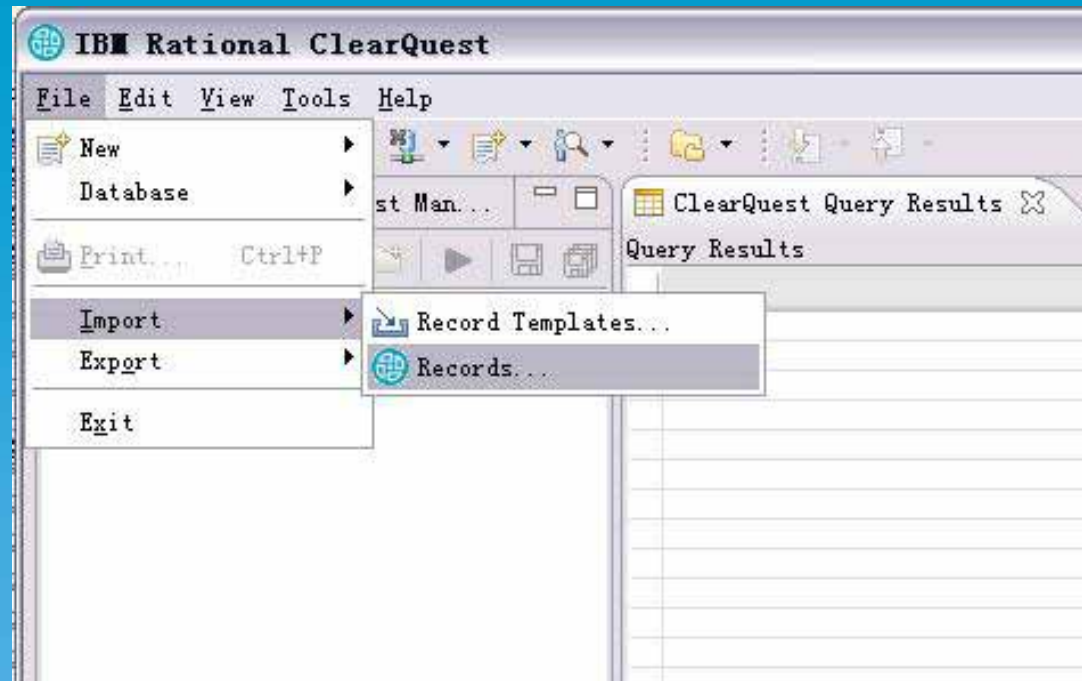 IBM Rational ClearQuest
File Edit View Tools Help
New
Database
st Man...
ClearQuest Query Results
Print... Ctrl+P
Query Results
Import
Record Templates...
Export
Records...
Exit